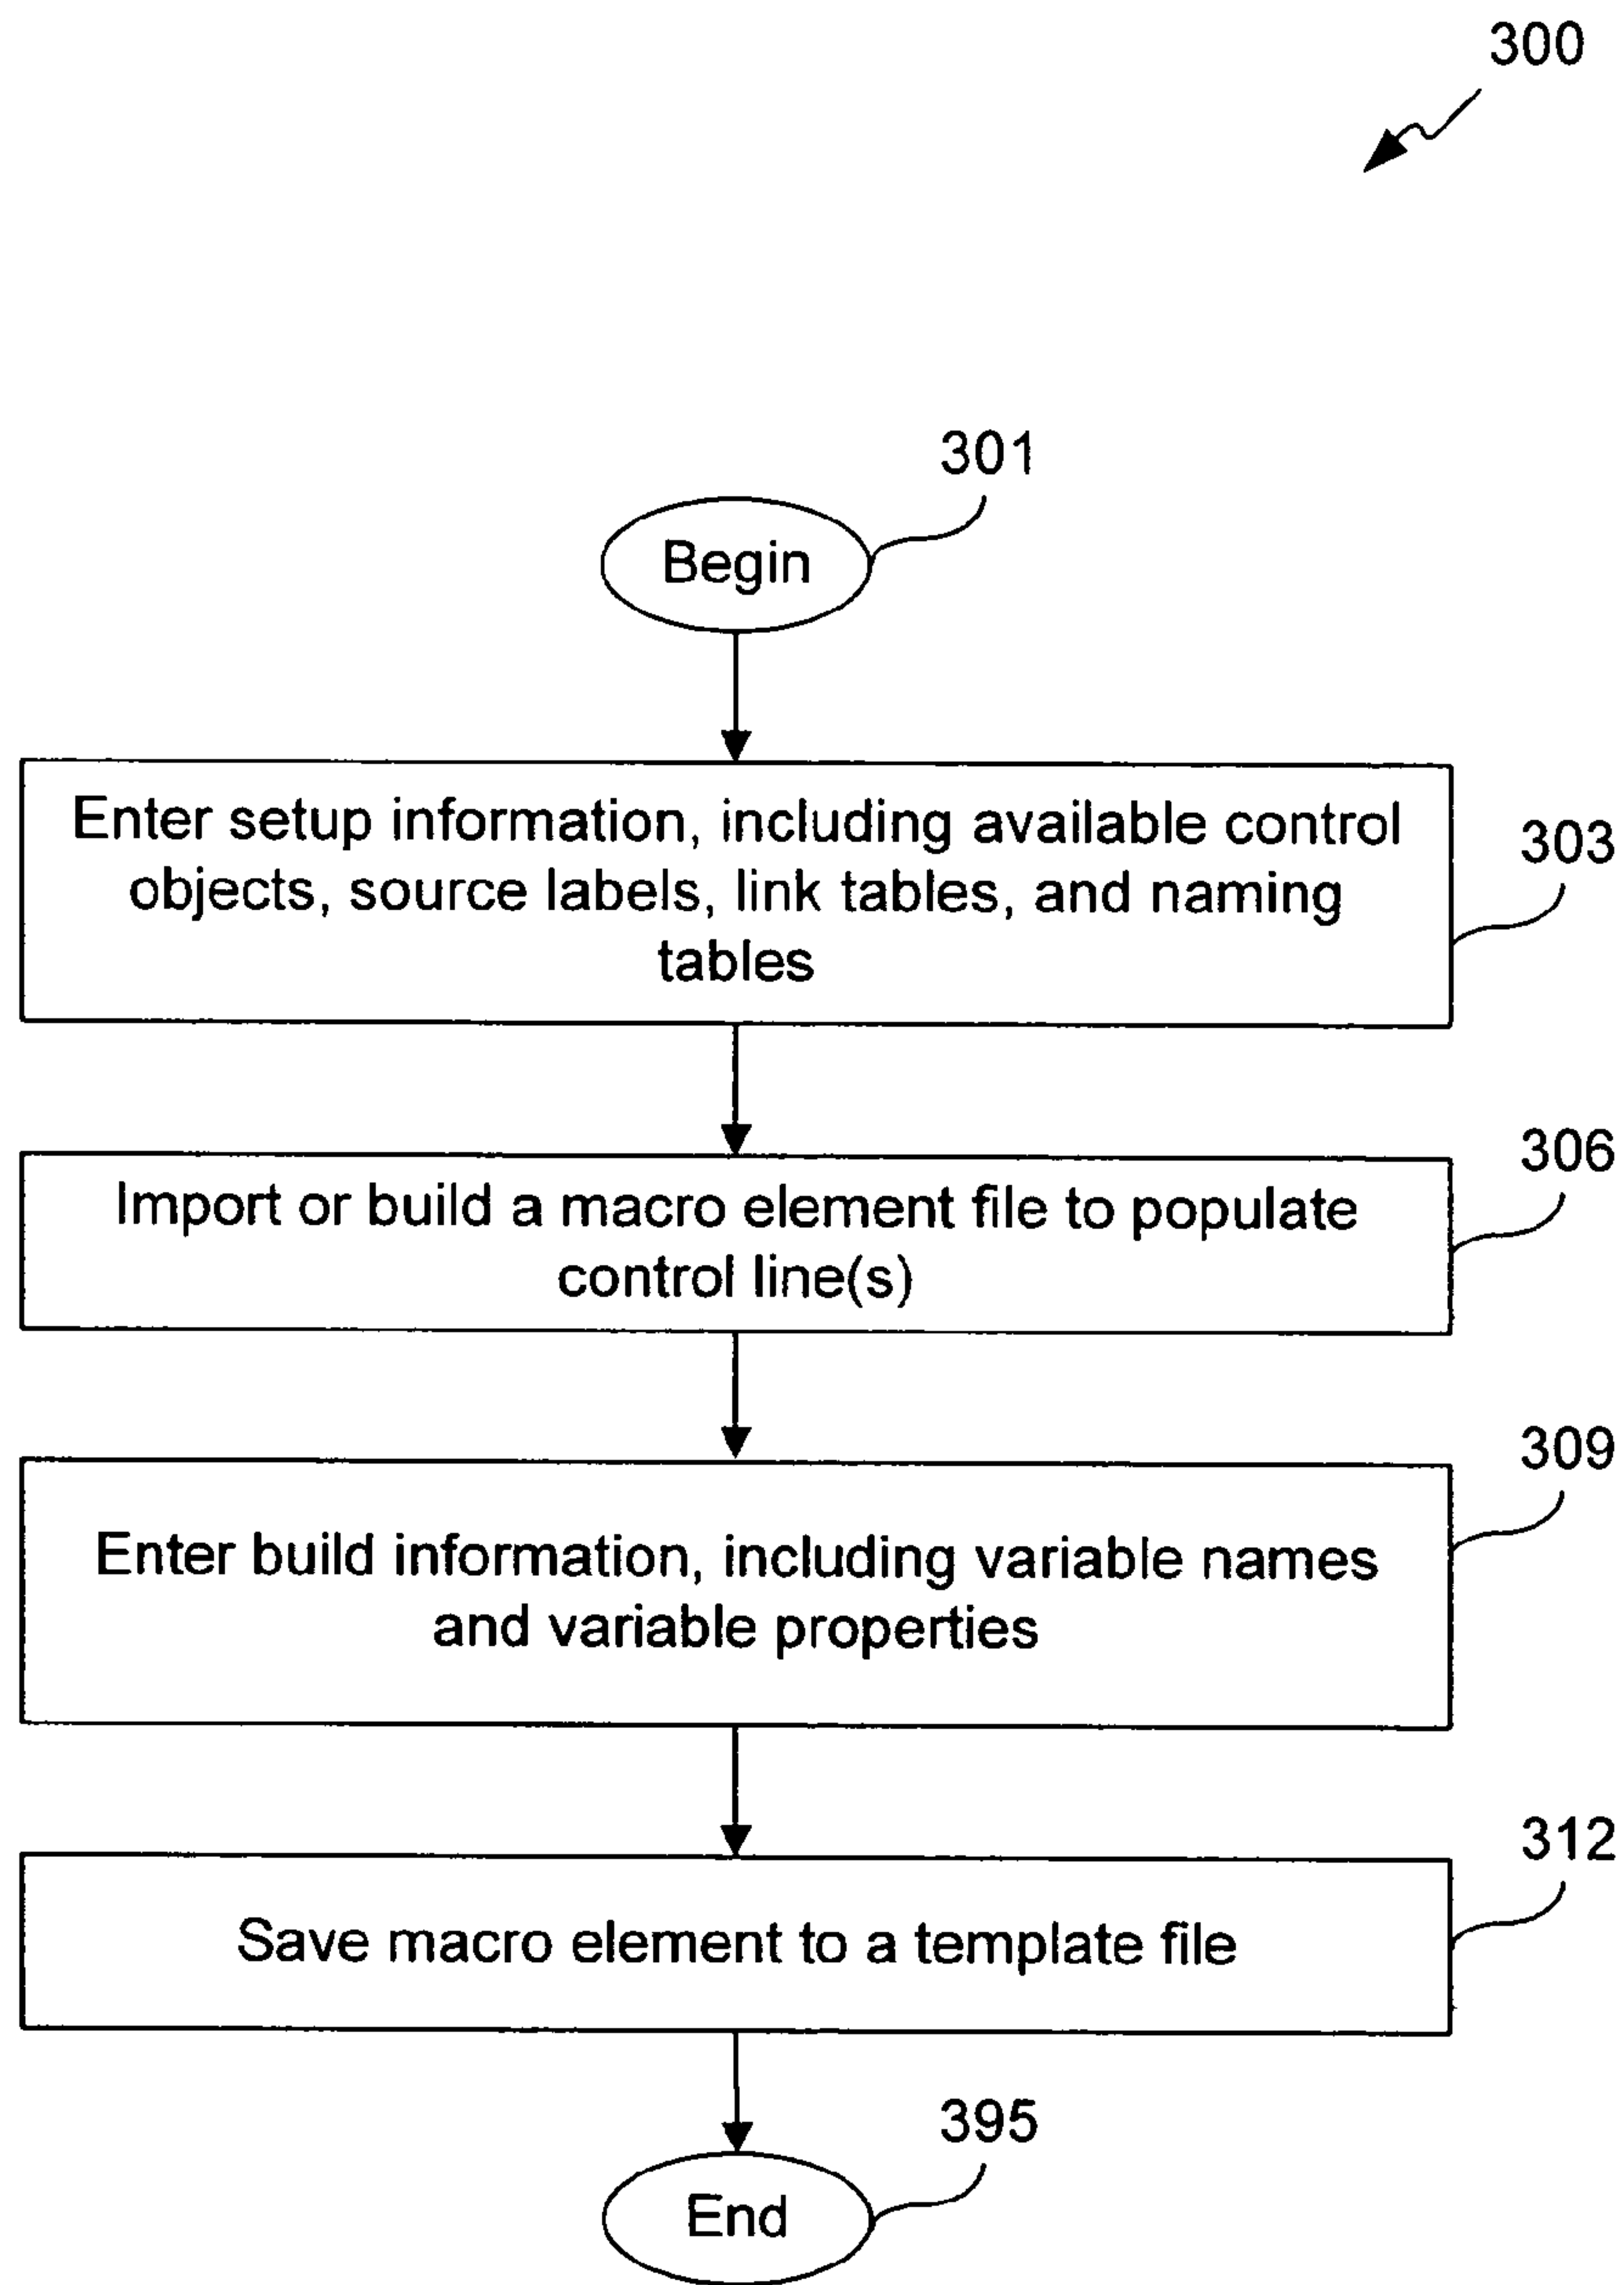 300
301
Begin
Enter setup information, including available control
objects, source labels, link tables, and naming
tables
303
306
Import or build a macro element file to populate
control line(s)
309
Enter build information, including variable names
and variable properties
312
Save macro element to a template file
395
End